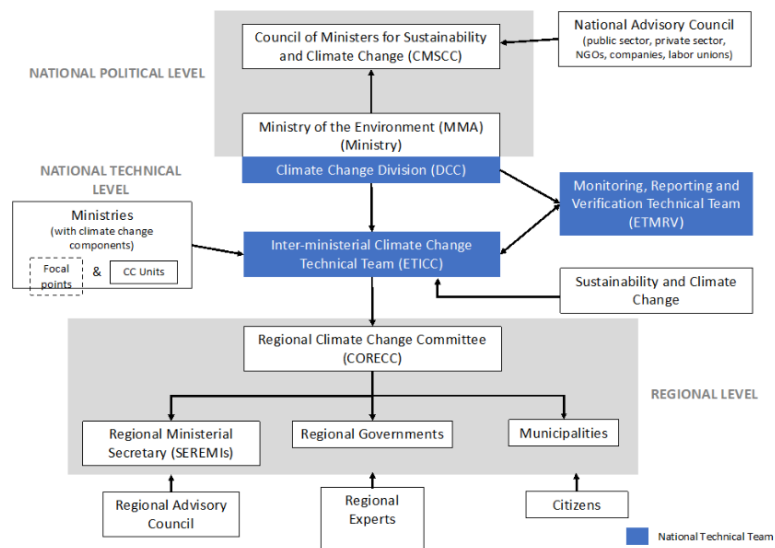 Council of Ministers for Sustainability
and Climate Change (CMSCC)
National Advisory Council
(public sector, private sector,
NGOs, companies, labor unions)
NATIONAL POLITICAL LEVEL
Ministry of the Environment (MMA)
(Ministry)
Climate Change Division (DCC)
NATIONAL TECHNICAL
LEVEL
Monitoring, Reporting and
Verification Technical Team
(ETMRV)
Ministries
(with climate change
components)
Focal
points
&
CC Units
Inter-ministerial Climate Change
Technical Team (ETICC)
Sustainability and Climate
Change
Regional Climate Change Committee
(CORECC)
REGIONAL LEVEL
Regional Ministerial
Secretary (SEREMIs)
Regional Governments
Municipalities
Regional Advisory
Council
Regional
Experts
Citizens
National Technical Team